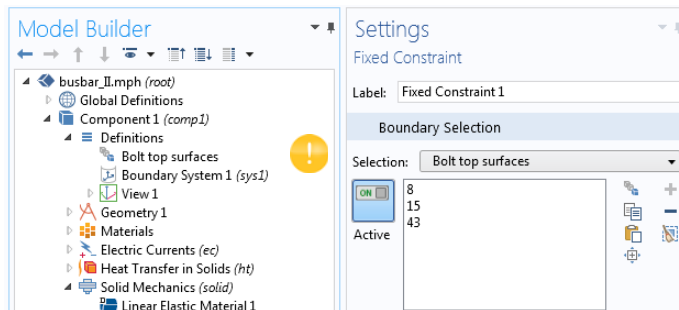 Model Builder
busbar_II.mph (root)
Global Definitions
Component 1 (comp1)
Definitions
Bolt top surfaces
Boundary System 1 (sys1)
View 1
Geometry 1
Materials
Electric Currents (ec)
Heat Transfer in Solids (ht)
Solid Mechanics (solid)
Linear Elastic Material 1
!
Settings
Fixed Constraint
Label: Fixed Constraint 1
Boundary Selection
Selection: Bolt top surfaces
ON
Active
8
15
43